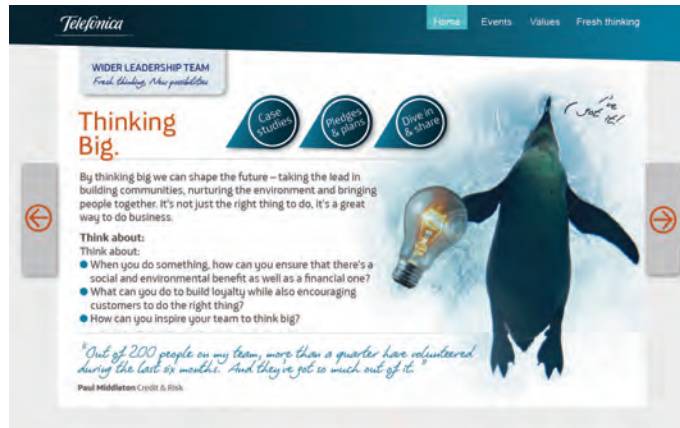 Telefonica
Home Events Values Fresh thinking
WIDER LEADERSHIP TEAM
Fresh thinking, New possibilities
Thinking
Big.
Case
studies
Pledges
& plans
Dive in
& share
I've
got it!
By thinking big we can shape the future – taking the lead in
building communities, nurturing the environment and bringing
people together. It's not just the right thing to do, it's a great
way to do business.
Think about:
Think about:
When you do something, how can you ensure that there's a
social and environmental benefit as well as a financial one?
What can you do to build loyalty while also encouraging
customers to do the right thing?
How can you inspire your team to think big?
"Out of 200 people on my team, more than a quarter have volunteered
during the last six months. And they've got so much out of it."
Paul Middleton Credit & Risk